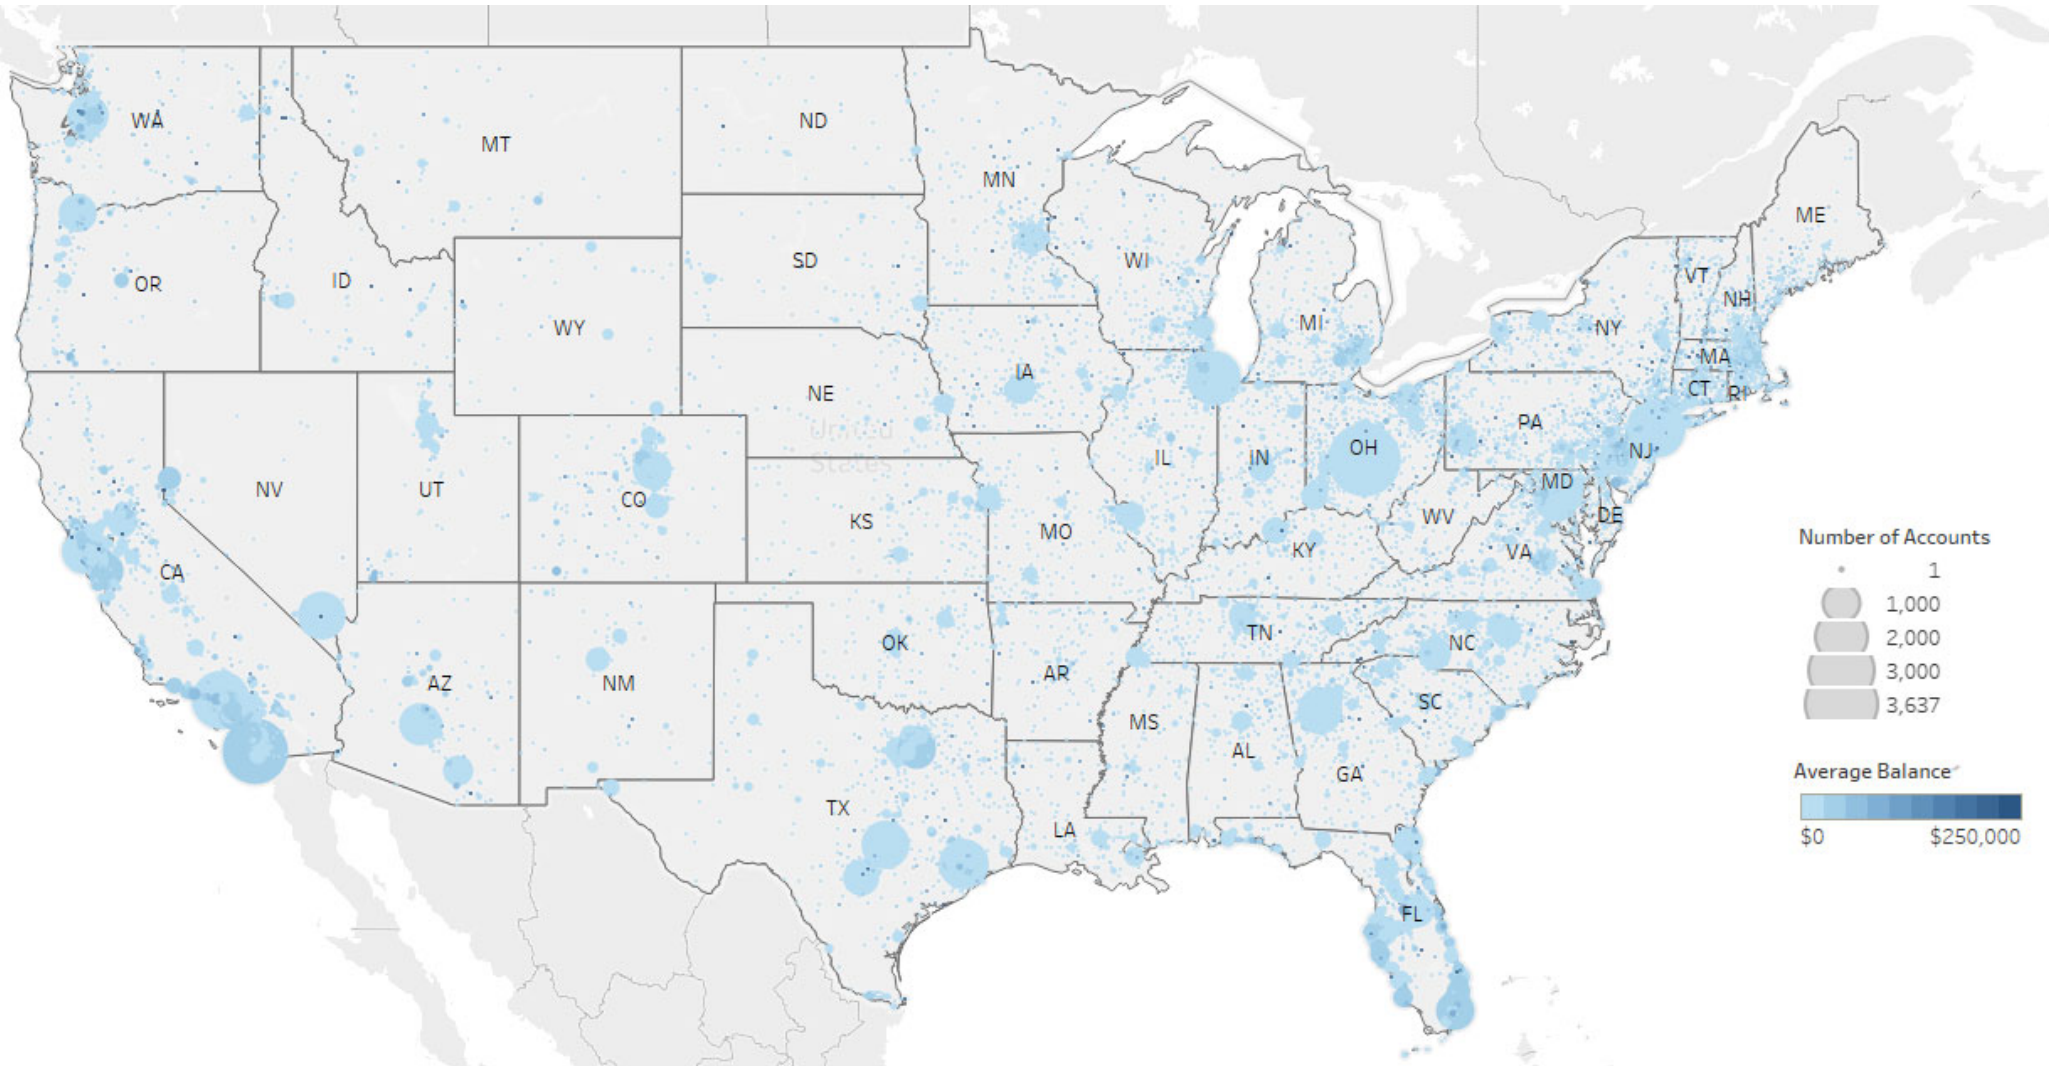 WA
MT
ND
MN
ME
OR
ID
SD
WI
VT
NH
WY
MI
NY
MA
IA
CT
RI
NE
PA
OH
United
States
IL
IN
NJ
NV
UT
CO
MD
KS
MO
WV
DE
KY
VA
CA
OK
TN
NC
AZ
NM
AR
SC
MS
AL
GA
TX
LA
FL
Number of Accounts
1
1,000
2,000
3,000
3,637
Average Balance
$0 $250,000